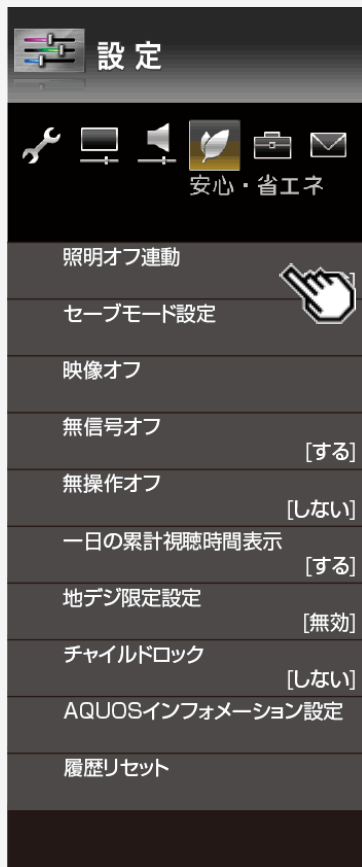 設定
安心・省エネ
照明オフ連動
]
セーブモード設定
映像オフ
無信号オフ
[する]
無操作オフ
[しない]
一日の累計視聴時間表示
[する]
地デジ限定設定
[無効]
チャイルドロック
[しない]
AQUOSインフォメーション設定
履歴リセット